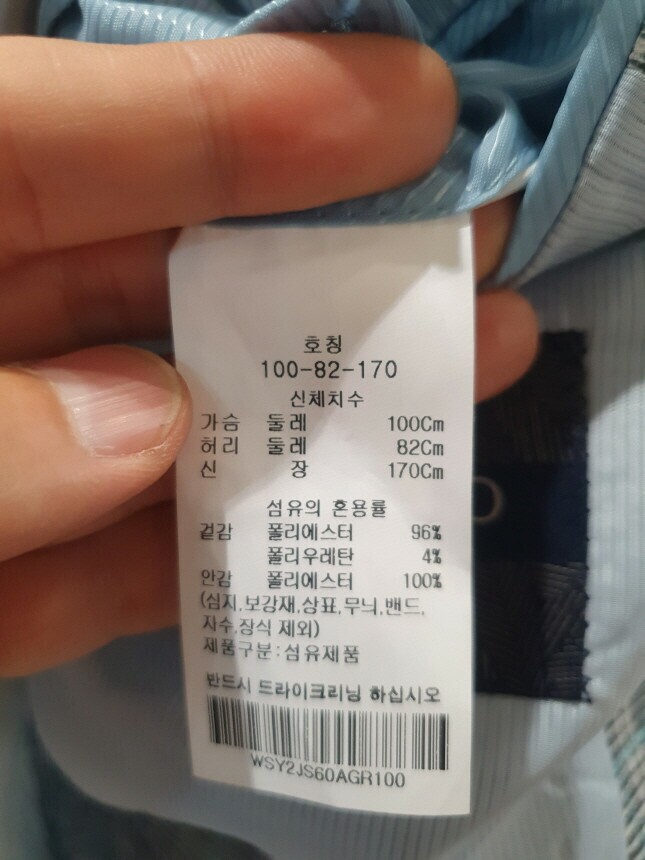 호칭
100-82-170
신체치수
가슴 둘레 100Cm
허리 둘레 82Cm
신 장 170Cm
섬유의 혼용률
겉감 폴리에스터 96%
폴리우레탄 4%
안감 폴리에스터 100%
(심지,보강재,상표,무늬,밴드,
자수,장식 제외)
제품구분:섬유제품
반드시 드라이크리닝 하십시오
WSY2JS60AGR100